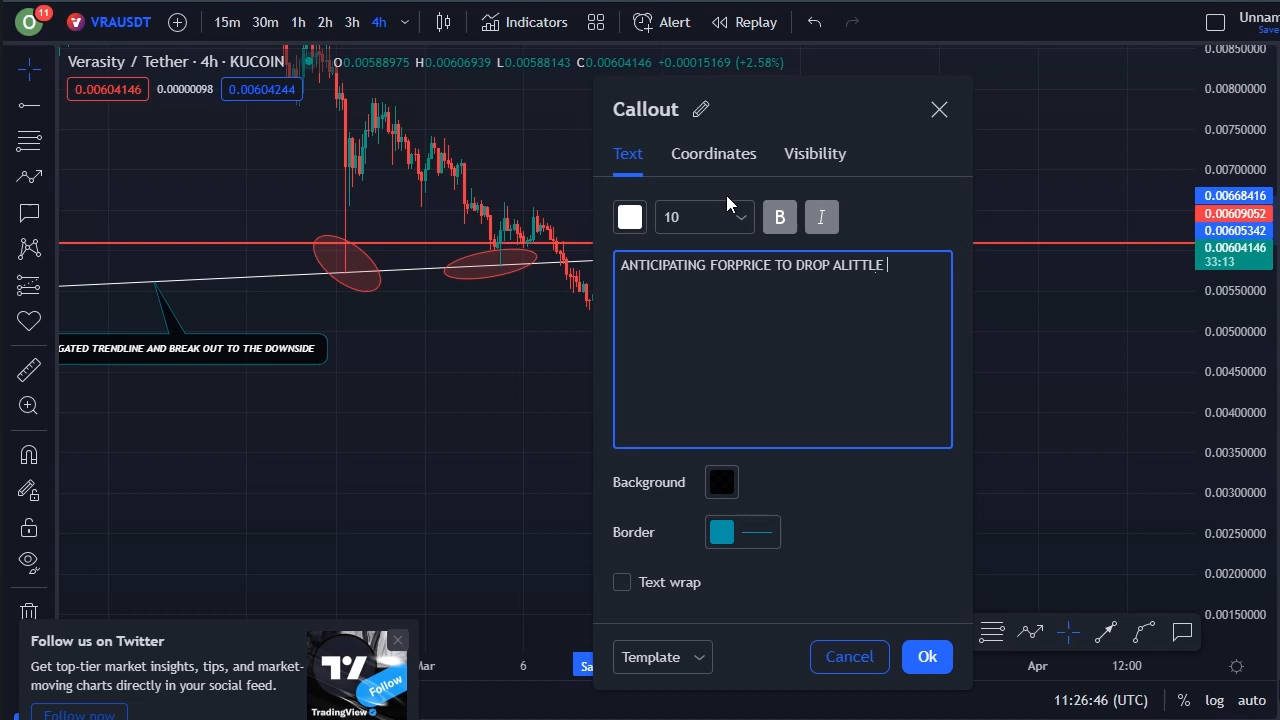 O
11
VRAUSDT
15m 30m 1h 2h 3h 4h
Indicators
Alert
Replay
Unnam
Save
Verasity / Tether · 4h · KUCOIN
O0.00588975 H0.00606939 L0.00588143 C0.00604146 +0.00015169 (+2.58%)
0.00604146
0.00000098
0.00604244
Callout
Text
Coordinates
Visibility
10
B
I
ANTICIPATING FORPRICE TO DROP ALITTLE
Background
Border
Text wrap
Template
Cancel
Ok
GATED TRENDLINE AND BREAK OUT TO THE DOWNSIDE
0.00850000
0.00800000
0.00750000
0.00700000
0.00668416
0.00609052
0.00605342
0.00604146
33:13
0.00550000
0.00500000
0.00450000
0.00400000
0.00350000
0.00300000
0.00250000
0.00200000
0.00150000
Follow us on Twitter
Get top-tier market insights, tips, and market-
moving charts directly in your social feed.
Follow now
Follow
TradingView
Mar
6
Sa
Apr
12:00
11:26:46 (UTC)
%
log
auto